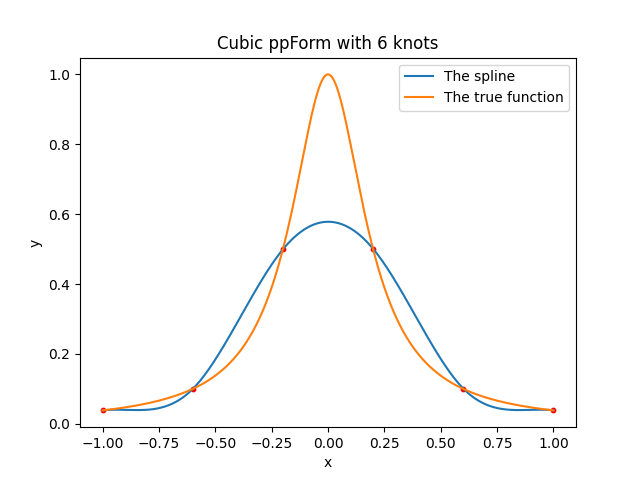 Cubic ppForm with 6 knots
The spline
The true function
1.0
0.8
0.6
0.4
0.2
0.0
y
−1.00 −0.75 −0.50 −0.25 0.00 0.25 0.50 0.75 1.00
x